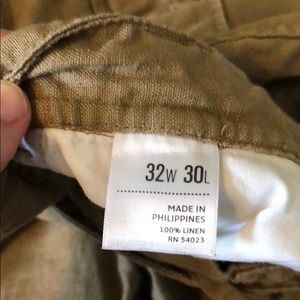 32W 30L
MADE IN
PHILIPPINES
100% LINEN
RN 54023